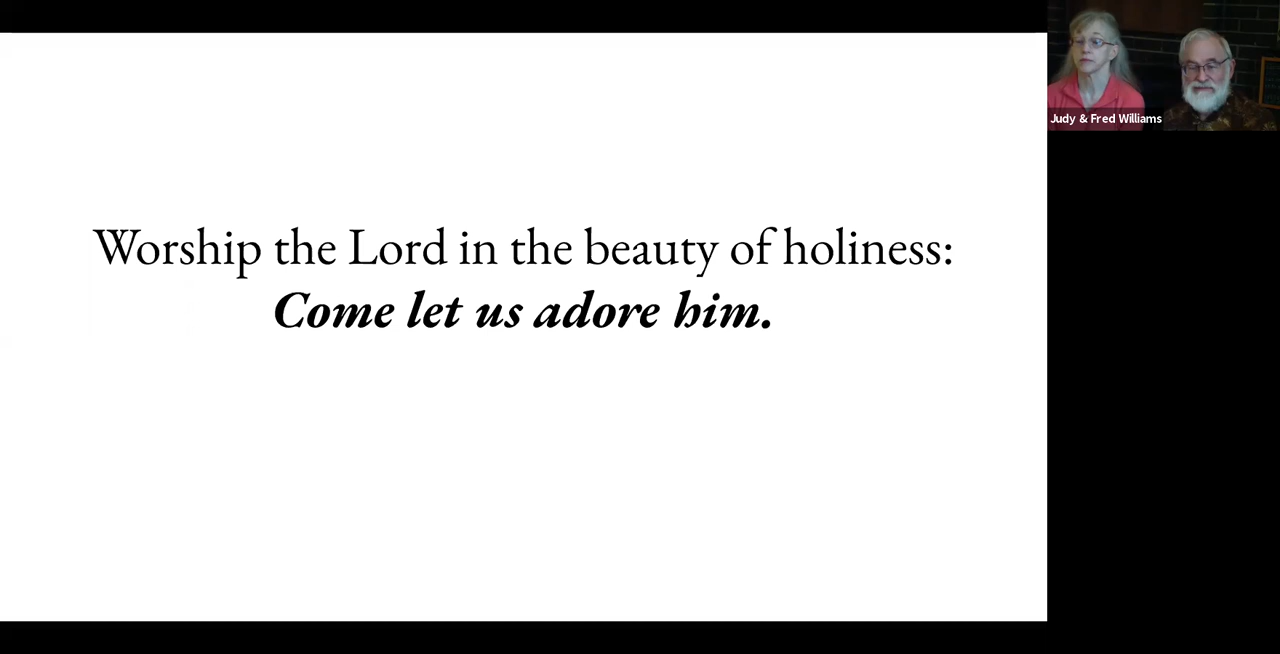 Worship the Lord in the beauty of holiness:
Come let us adore him.
Judy & Fred Williams